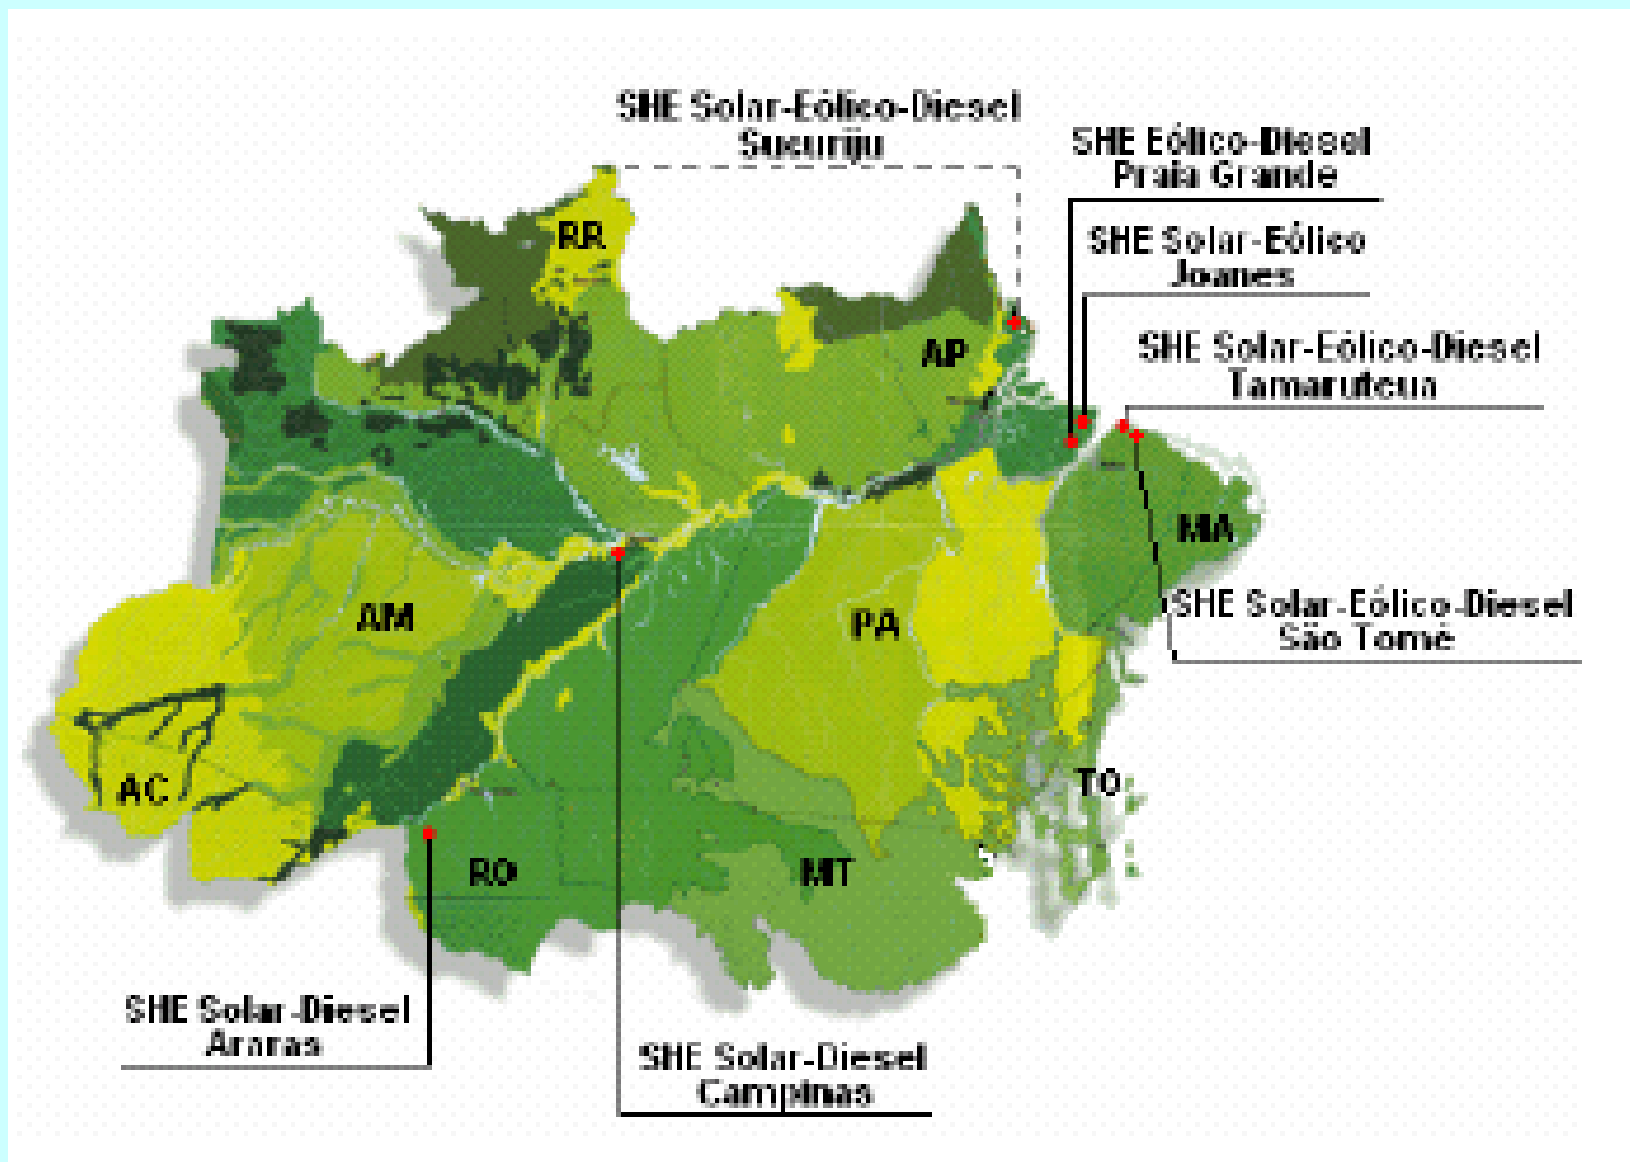 SHE Solar-Eólico-Diesel
Sucuriju
SHE Eólico-Diesel
Praia Grande
RR
SHE Solar-Eólico
Joanes
AP
SHE Solar-Eólico-Diesel
Tamaruteua
MA
AM
PA
SHE Solar-Eólico-Diesel
São Tomé
AC
TO
RO
MT
SHE Solar-Diesel
Araras
SHE Solar-Diesel
Campinas